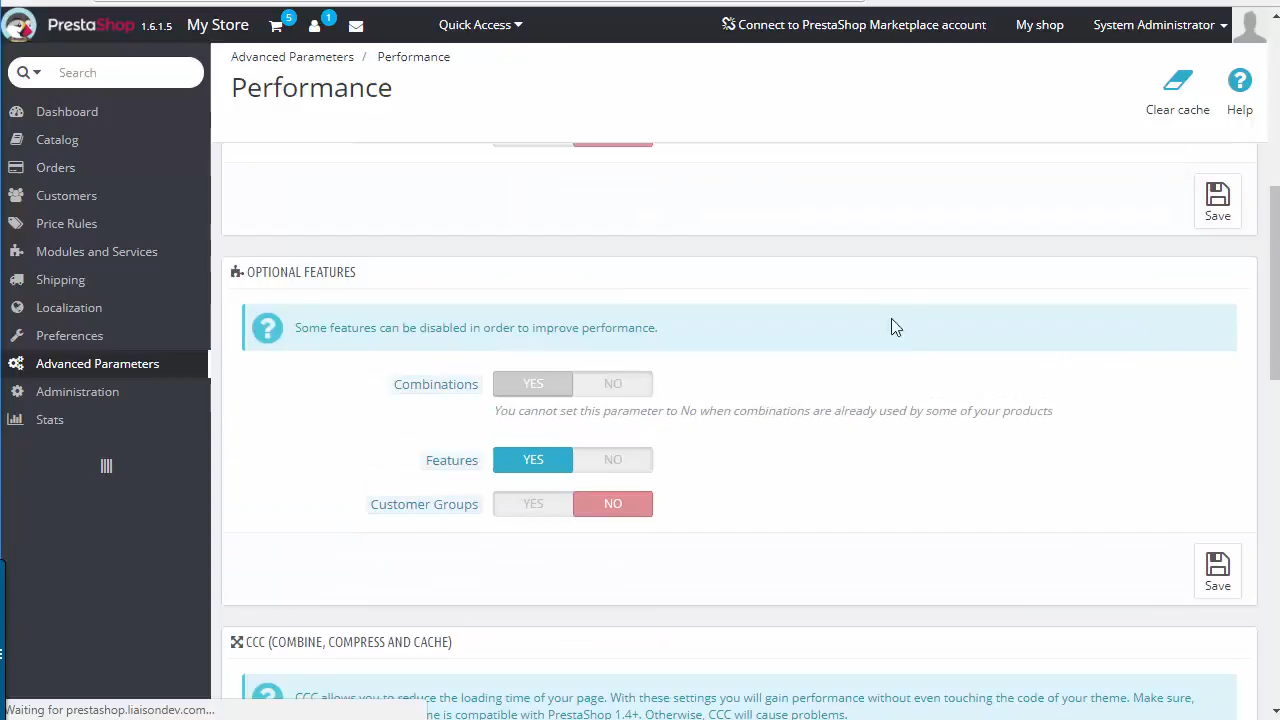 PrestaShop 1.6.1.5 My Store 5 1 Quick Access Connect to PrestaShop Marketplace account My shop System Administrator
Search
Dashboard
Catalog
Orders
Customers
Price Rules
Modules and Services
Shipping
Localization
Preferences
Advanced Parameters
Administration
Stats
Advanced Parameters / Performance
Performance
Clear cache
Help
Save
OPTIONAL FEATURES
Some features can be disabled in order to improve performance.
Combinations YES NO
You cannot set this parameter to No when combinations are already used by some of your products
Features YES NO
Customer Groups YES NO
Save
CCC (COMBINE, COMPRESS AND CACHE)
CCC allows you to reduce the loading time of your page. With these settings you will gain performance without even touching the code of your theme. Make sure,
me is compatible with PrestaShop 1.4+. Otherwise, CCC will cause problems.
Waiting for prestashop.liaisondev.com...